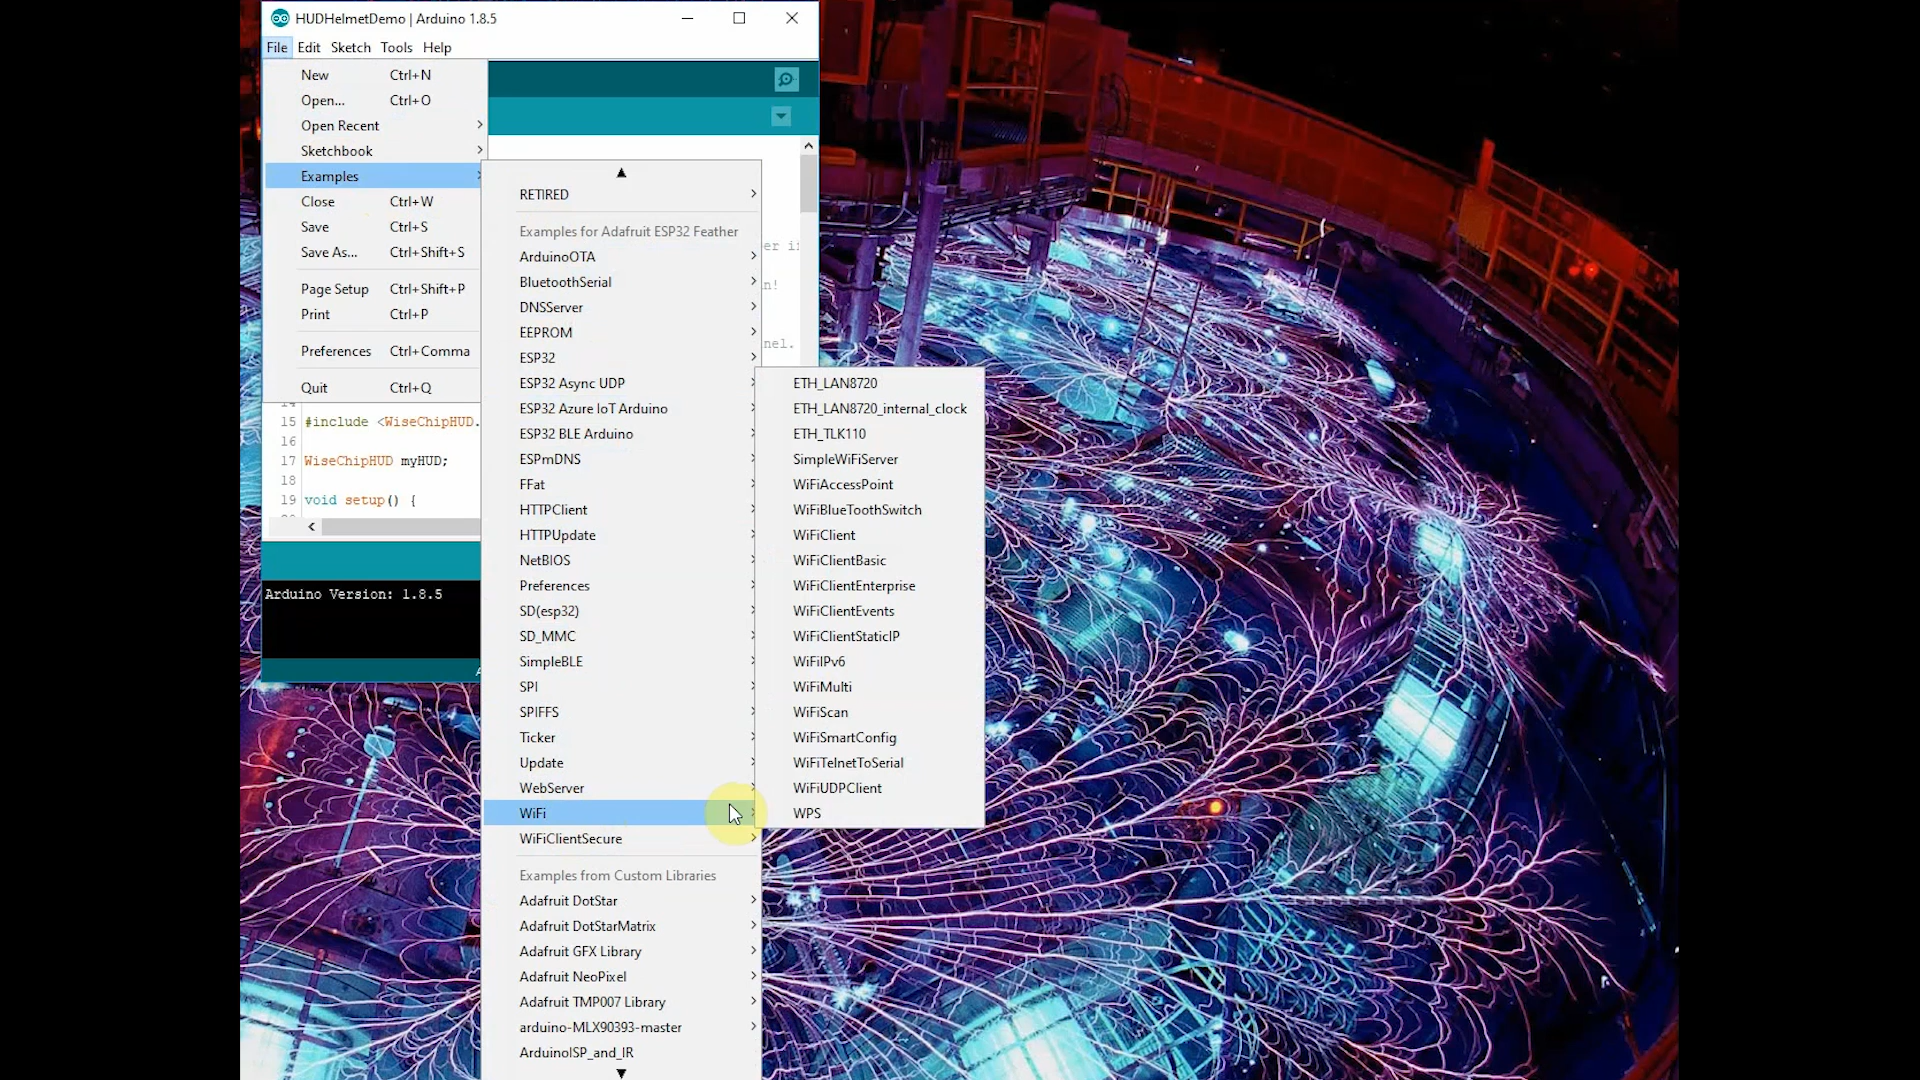 HUDHelmetDemo | Arduino 1.8.5
File Edit Sketch Tools Help
New Ctrl+N
Open... Ctrl+O
Open Recent
Sketchbook
Examples
Close Ctrl+W
Save Ctrl+S
Save As... Ctrl+Shift+S
Page Setup Ctrl+Shift+P
Print Ctrl+P
Preferences Ctrl+Comma
Quit Ctrl+Q
15 #include <WiseChipHUD.
16
17 WiseChipHUD myHUD;
18
19 void setup() {
Arduino Version: 1.8.5
RETIRED
Examples for Adafruit ESP32 Feather
ArduinoOTA
BluetoothSerial
DNSServer
EEPROM
ESP32
ESP32 Async UDP
ESP32 Azure IoT Arduino
ESP32 BLE Arduino
ESPmDNS
FFat
HTTPClient
HTTPUpdate
NetBIOS
Preferences
SD(esp32)
SD_MMC
SimpleBLE
SPI
SPIFFS
Ticker
Update
WebServer
WiFi
WiFiClientSecure
Examples from Custom Libraries
Adafruit DotStar
Adafruit DotStarMatrix
Adafruit GFX Library
Adafruit NeoPixel
Adafruit TMP007 Library
arduino-MLX90393-master
ArduinoISP_and_IR
er i
n!
nel.
ETH_LAN8720
ETH_LAN8720_internal_clock
ETH_TLK110
SimpleWiFiServer
WiFiAccessPoint
WiFiBlueToothSwitch
WiFiClient
WiFiClientBasic
WiFiClientEnterprise
WiFiClientEvents
WiFiClientStaticIP
WiFiIPv6
WiFiMulti
WiFiScan
WiFiSmartConfig
WiFiTelnetToSerial
WiFiUDPClient
WPS